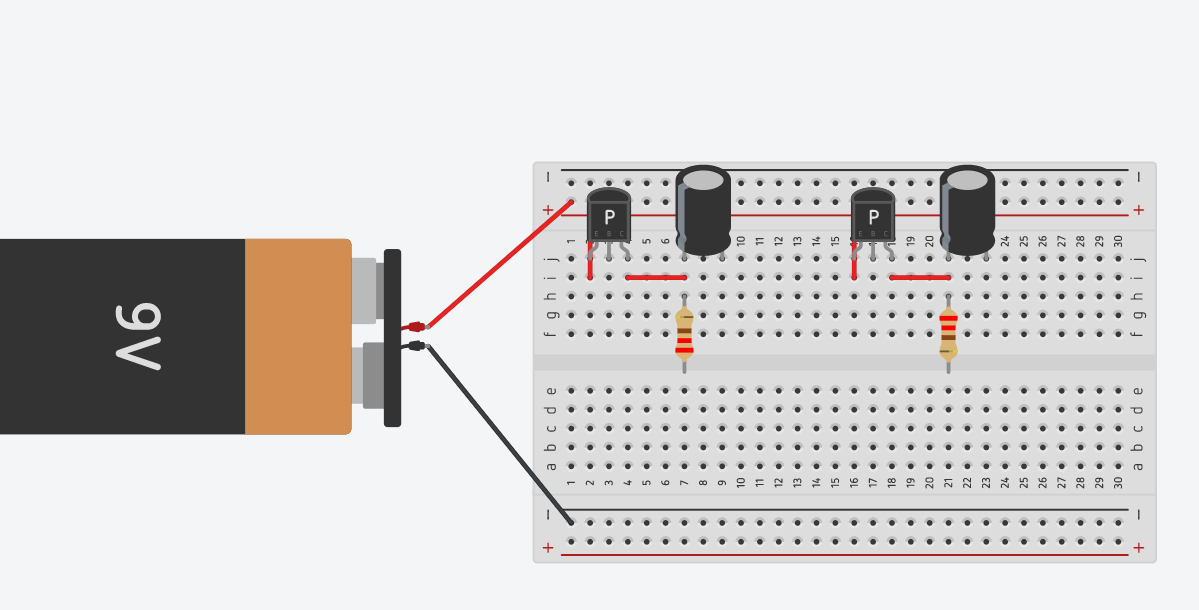 9V
− −
+ +
P P
E B C E B C
1 5 6 10 11 12 13 14 15 16 19 20 24 25 26 27 28 29 30
j j
i i
h h
g g
f f
e e
d d
c c
b b
a a
1 2 3 4 5 6 7 8 9 10 11 12 13 14 15 16 17 18 19 20 21 22 23 24 25 26 27 28 29 30
− −
+ +